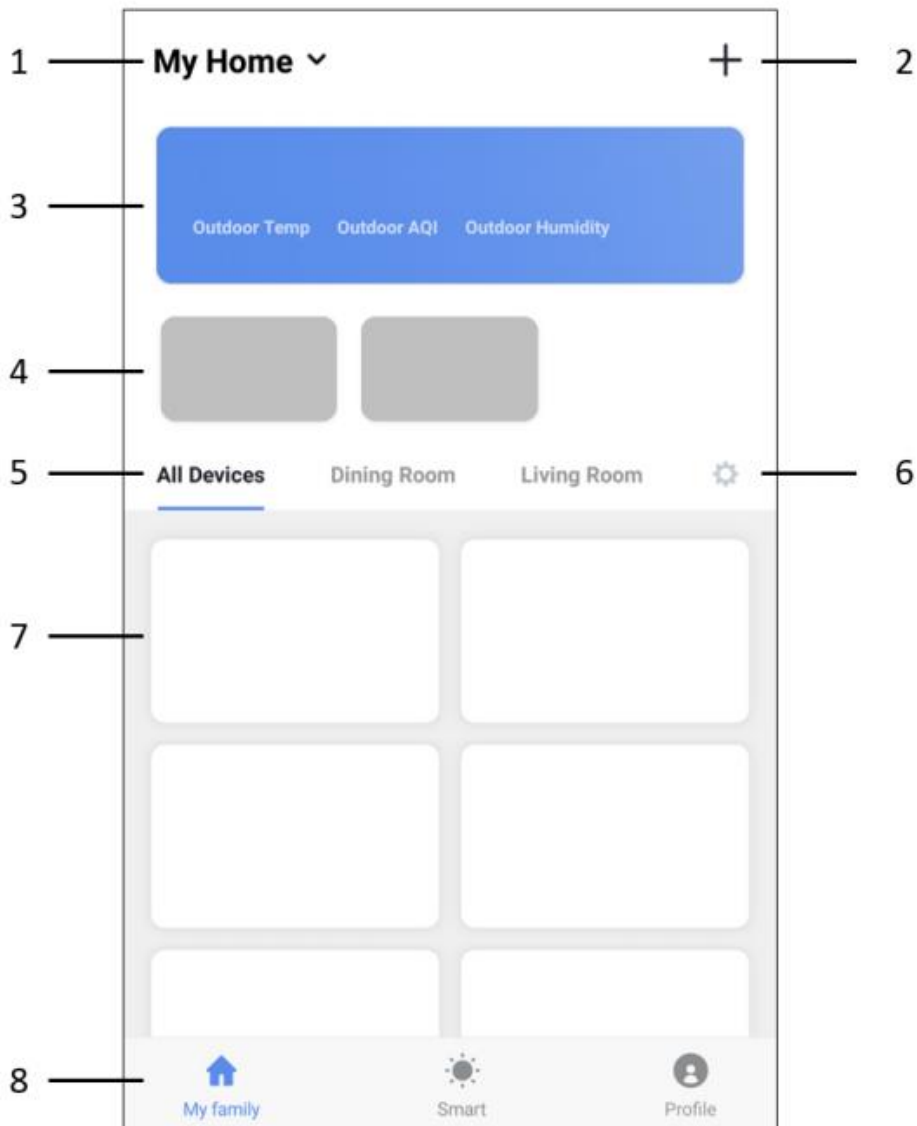 1 My Home 2
3 Outdoor Temp Outdoor AQI Outdoor Humidity
4
5 All Devices Dining Room Living Room 6
7
8
My family Smart Profile